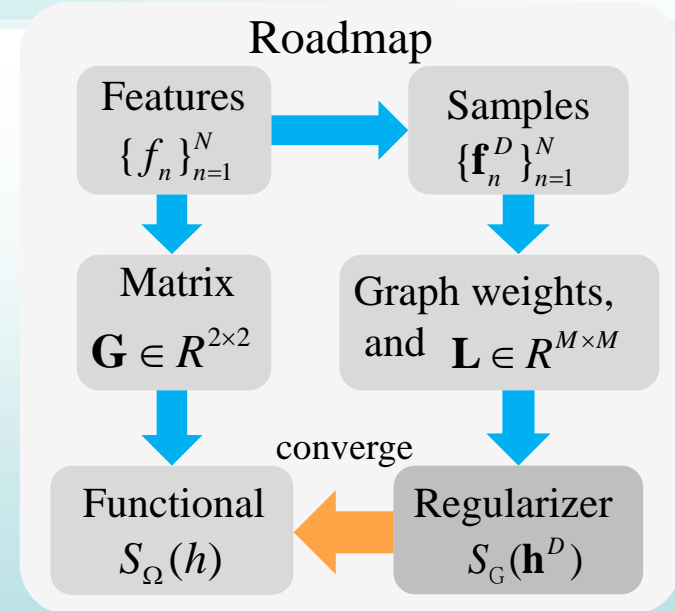 Roadmap
Features
{f_n}_{n=1}^N
Samples
{𝐟_n^D}_{n=1}^N
Matrix
𝐆 ∈ R^{2×2}
Graph weights,
and 𝐋 ∈ R^{M×M}
converge
Functional
S_Ω(h)
Regularizer
S_G(𝐡^D)